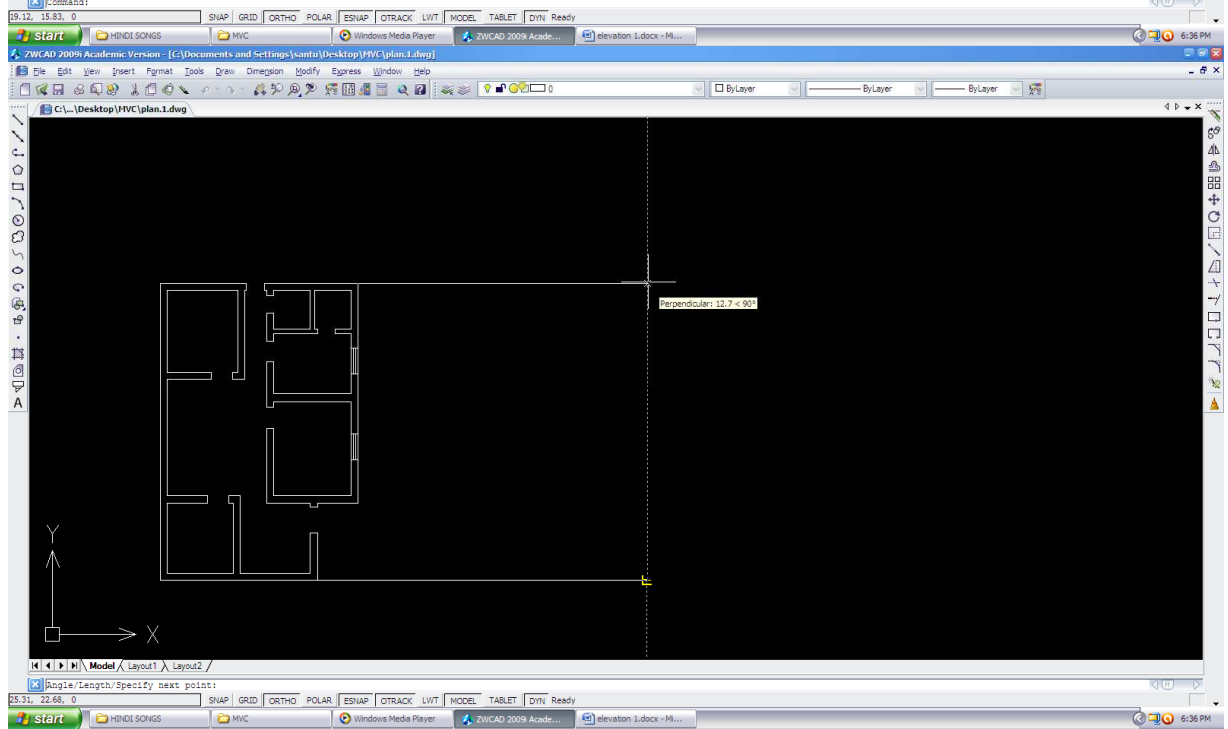 Command:
19.12, 15.83, 0 SNAP GRID ORTHO POLAR ESNAP OTRACK LWT MODEL TABLET DYN Ready
start HINDI SONGS MVC Windows Media Player ZWCAD 2009i Acade... elevation 1.docx - Mi... 6:36 PM
ZWCAD 2009i Academic Version - [C:\Documents and Settings\santu\Desktop\MVC\plan.1.dwg]
File Edit View Insert Format Tools Draw Dimension Modify Express Window Help
0 ByLayer ByLayer ByLayer
C:\...\Desktop\MVC\plan.1.dwg
A
Perpendicular: 12.7 < 90°
Y
X
Model Layout1 Layout2
Angle/Length/Specify next point:
25.31, 22.68, 0 SNAP GRID ORTHO POLAR ESNAP OTRACK LWT MODEL TABLET DYN Ready
start HINDI SONGS MVC Windows Media Player ZWCAD 2009i Acade... elevation 1.docx - Mi... 6:36 PM